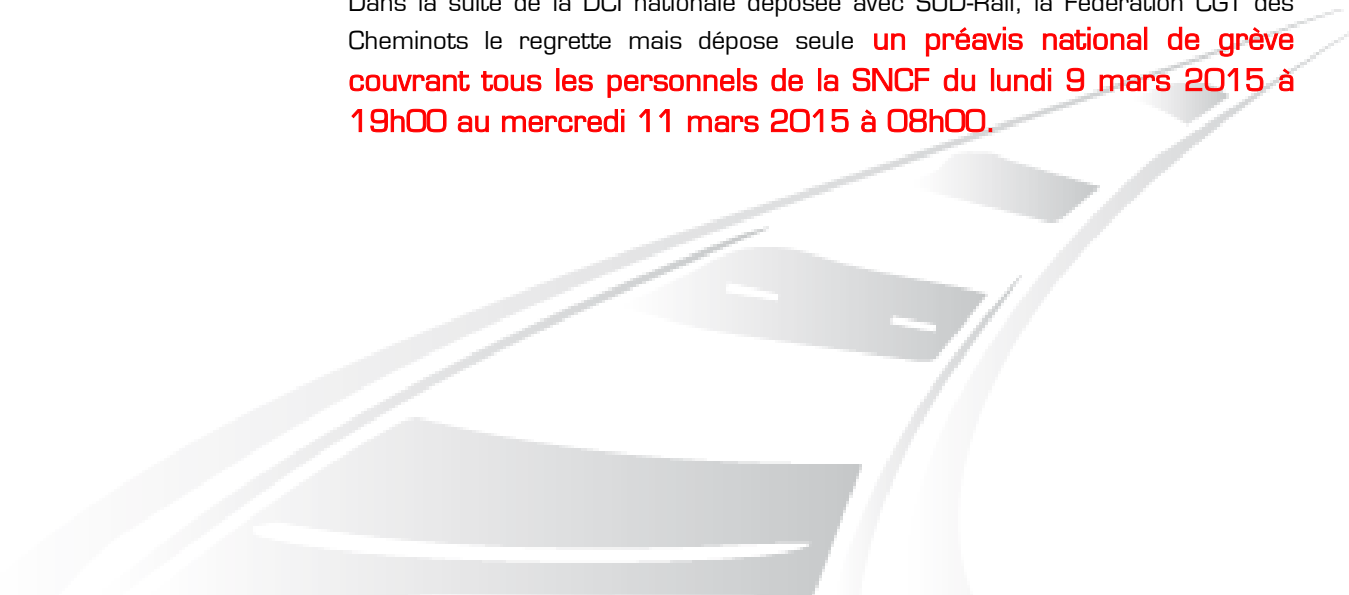 Dans la suite de la DCI nationale déposée avec SUD-Rail, la Fédération CGT des
Cheminots le regrette mais dépose seule un préavis national de grève
couvrant tous les personnels de la SNCF du lundi 9 mars 2015 à
19h00 au mercredi 11 mars 2015 à 08h00.